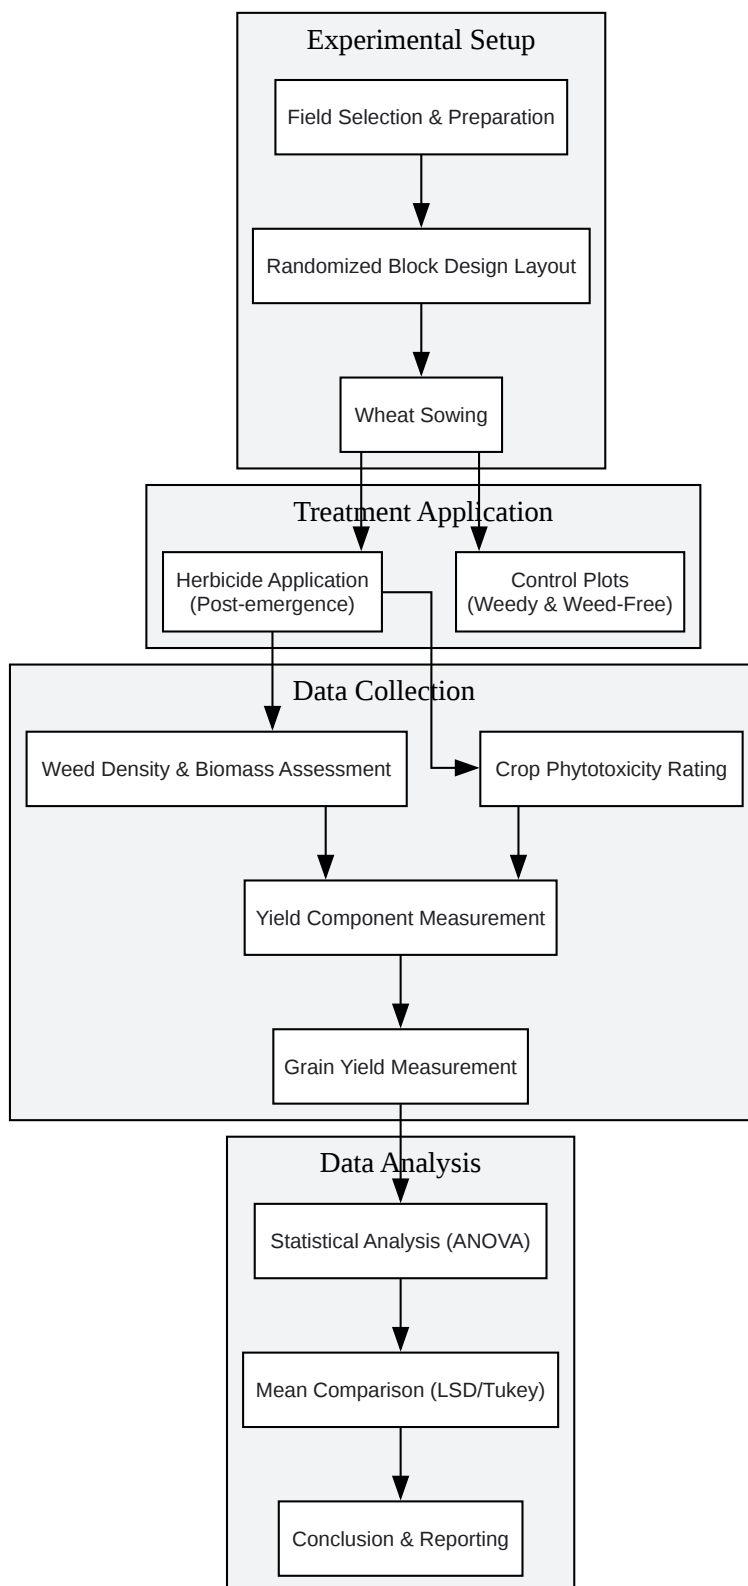 Experimental Setup
Field Selection & Preparation
Randomized Block Design Layout
Wheat Sowing
Treatment Application
Herbicide Application
(Post-emergence)
Control Plots
(Weedy & Weed-Free)
Data Collection
Weed Density & Biomass Assessment
Crop Phytotoxicity Rating
Yield Component Measurement
Grain Yield Measurement
Data Analysis
Statistical Analysis (ANOVA)
Mean Comparison (LSD/Tukey)
Conclusion & Reporting